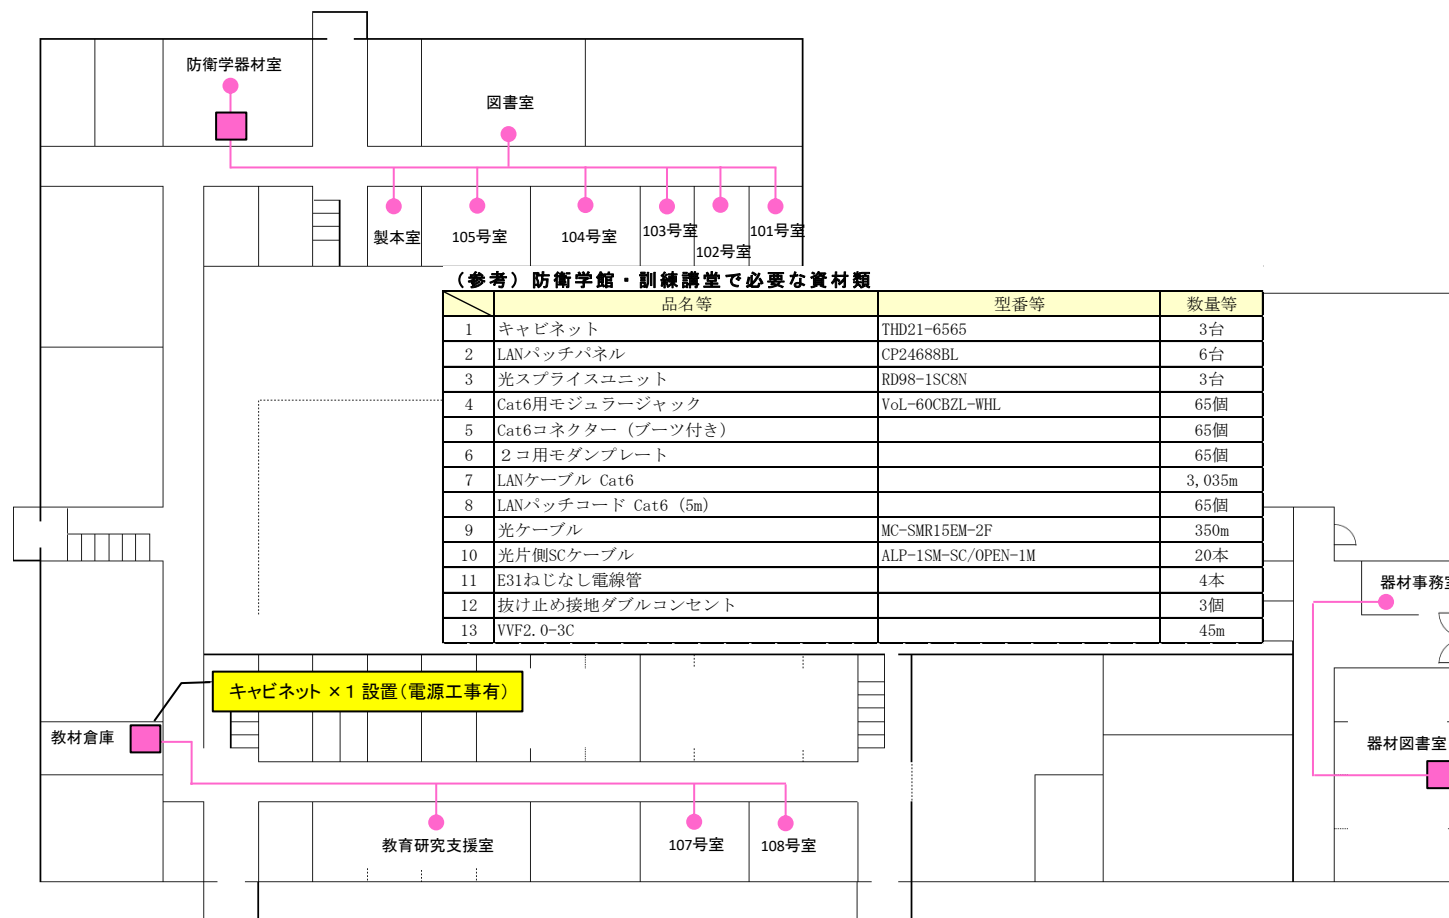 防衛学器材室
図書室
製本室
105号室
104号室
103号室
102号室
101号室
（参考）防衛学館・訓練講堂で必要な資材類
品名等 型番等 数量等
1 キャビネット THD21-6565 3台
2 LANパッチパネル CP24688BL 6台
3 光スプライスユニット RD98-1SC8N 3台
4 Cat6用モジュラージャック VoL-60CBZL-WHL 65個
5 Cat6コネクター（ブーツ付き） 65個
6 ２コ用モダンプレート 65個
7 LANケーブル Cat6 3,035m
8 LANパッチコード Cat6 (5m) 65個
9 光ケーブル MC-SMR15EM-2F 350m
10 光片側SCケーブル ALP-1SM-SC/OPEN-1M 20本
11 E31ねじなし電線管 4本
12 抜け止め接地ダブルコンセント 3個
13 VVF2.0-3C 45m
器材事務室
キャビネット ×１ 設置(電源工事有)
教材倉庫
器材図書室
教育研究支援室
107号室
108号室